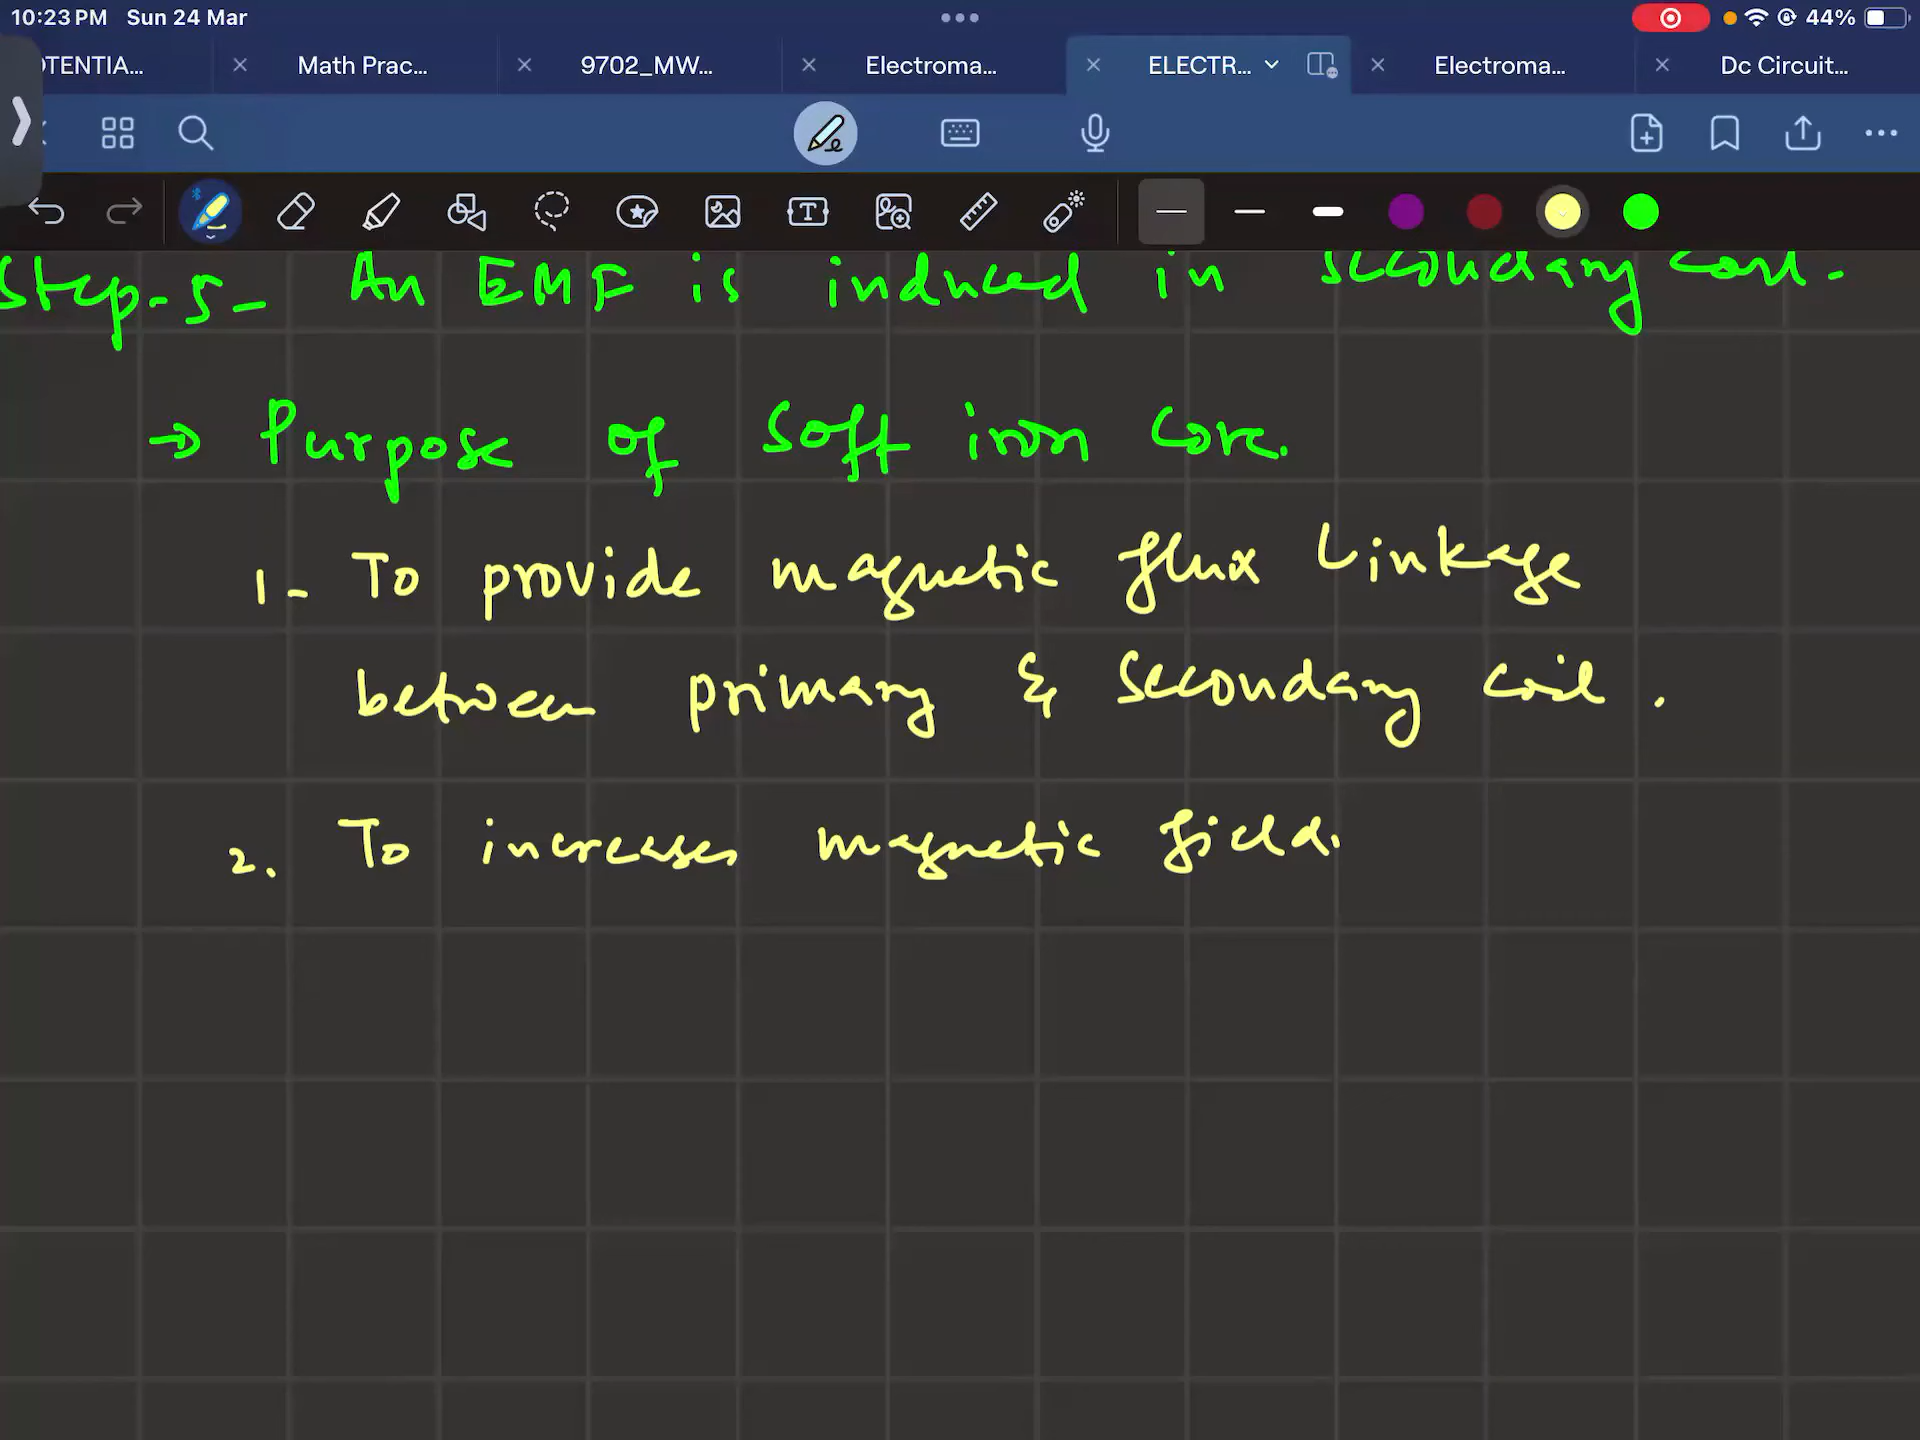 10:23 PM Sun 24 Mar
44%
OTENTIA... Math Prac... 9702_MW... Electroma... ELECTR... Electroma... Dc Circuit...
Step-5- An EMF is induced in secondary coil.
→ Purpose of Soft iron Core.
1- To provide magnetic flux Linkage
between primary & Secondary coil.
2. To increases magnetic field.